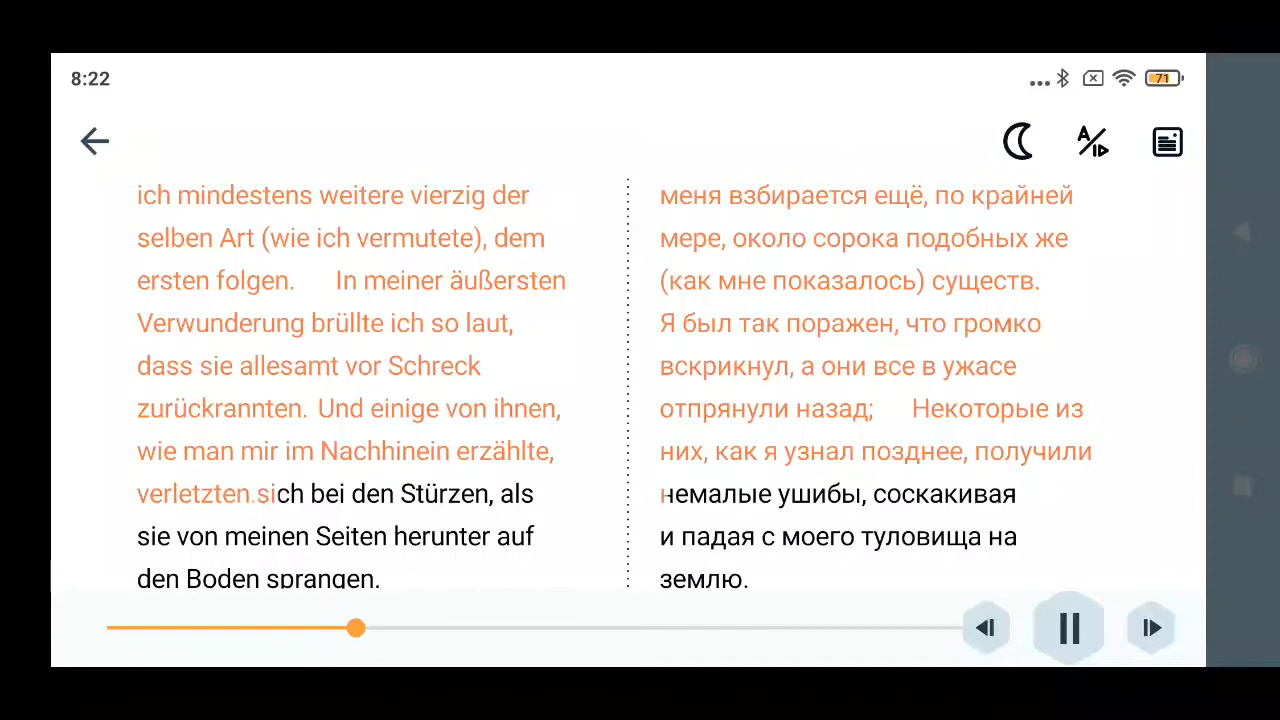 8:22
71
ich mindestens weitere vierzig der
selben Art (wie ich vermutete), dem
ersten folgen. In meiner äußersten
Verwunderung brüllte ich so laut,
dass sie allesamt vor Schreck
zurückrannten. Und einige von ihnen,
wie man mir im Nachhinein erzählte,
verletzten sich bei den Stürzen, als
sie von meinen Seiten herunter auf
den Boden sprangen.
меня взбирается ещё, по крайней
мере, около сорока подобных же
(как мне показалось) существ.
Я был так поражен, что громко
вскрикнул, а они все в ужасе
отпрянули назад; Некоторые из
них, как я узнал позднее, получили
немалые ушибы, соскакивая
и падая с моего туловища на
землю.